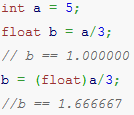 int a = 5;
float b = a/3;
// b == 1.000000
b = (float)a/3;
//b == 1.666667